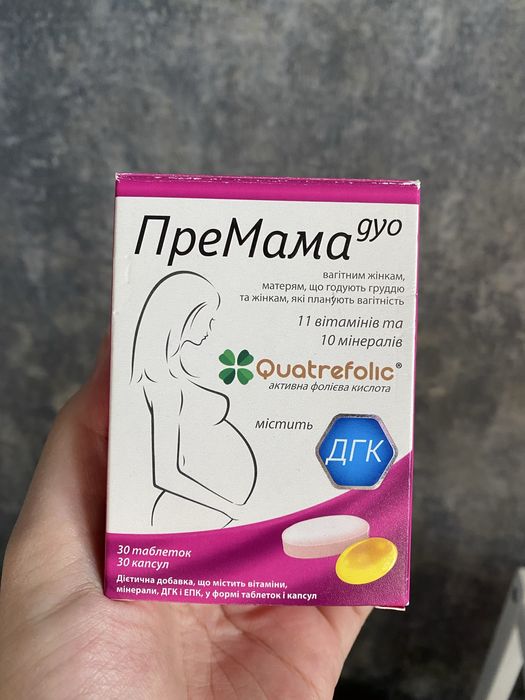 ПреМама дуо
вагітним жінкам,
матерям, що годують груддю
та жінкам, які планують вагітність
11 вітамінів та
10 мінералів
Quatrefolic®
активна фолієва кислота
містить
ДГК
30 таблеток
30 капсул
Дієтична добавка, що містить вітаміни,
мінерали, ДГК і ЕПК, у формі таблеток і капсул